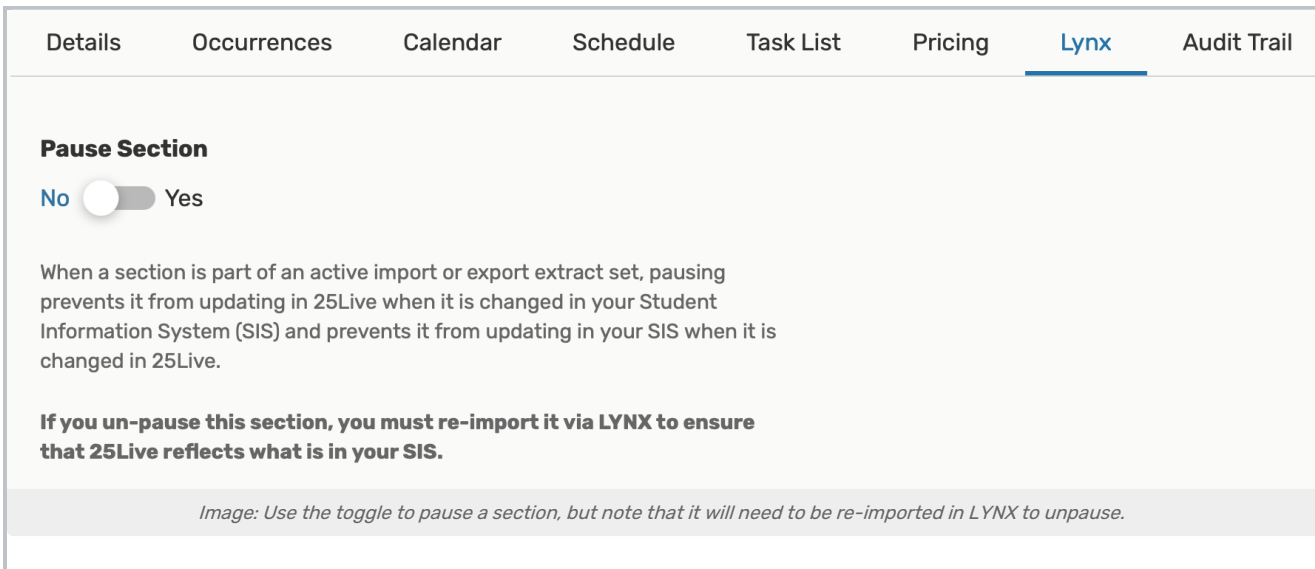 Details Occurrences Calendar Schedule Task List Pricing Lynx Audit Trail
Pause Section
No Yes
When a section is part of an active import or export extract set, pausing
prevents it from updating in 25Live when it is changed in your Student
Information System (SIS) and prevents it from updating in your SIS when it is
changed in 25Live.
If you un-pause this section, you must re-import it via LYNX to ensure
that 25Live reflects what is in your SIS.
Image: Use the toggle to pause a section, but note that it will need to be re-imported in LYNX to unpause.